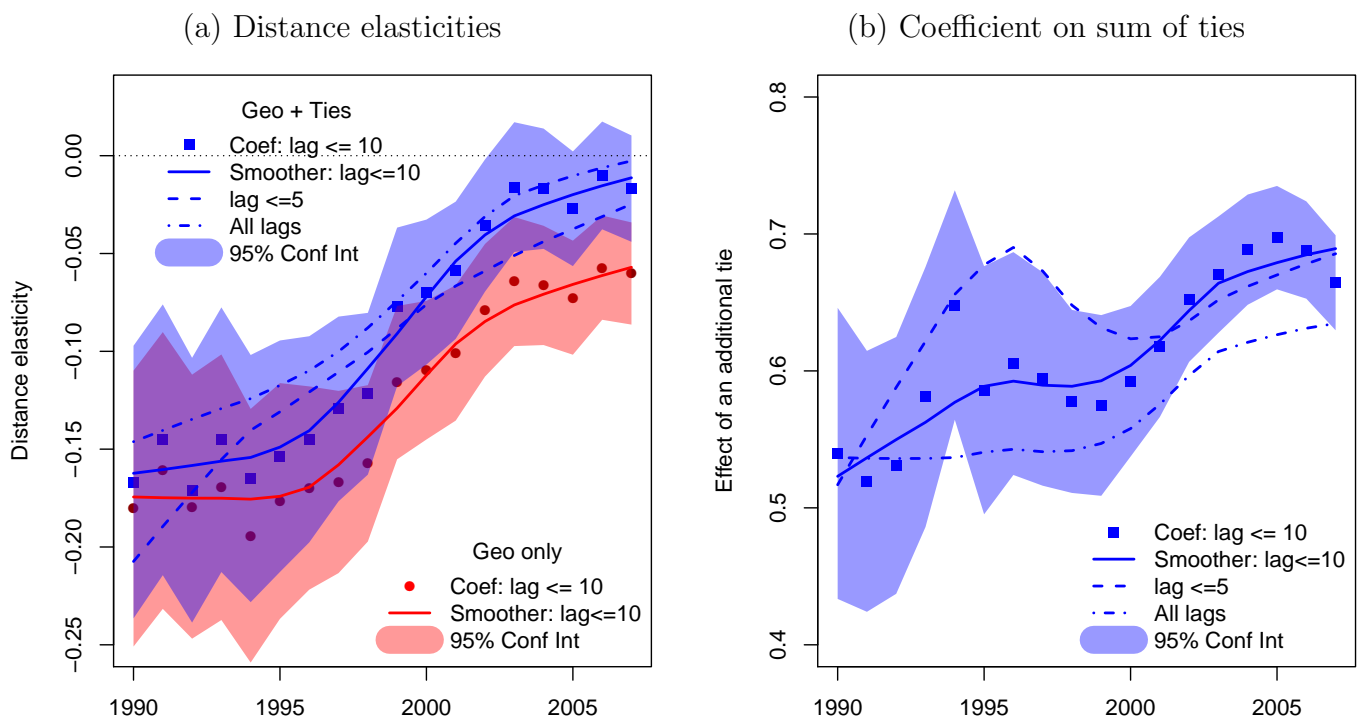 (a) Distance elasticities
Distance elasticity
0.00
−0.05
−0.10
−0.15
−0.20
−0.25
Geo + Ties
Coef: lag <= 10
Smoother: lag<=10
lag <=5
All lags
95% Conf Int
Geo only
Coef: lag <= 10
Smoother: lag<=10
95% Conf Int
1990 1995 2000 2005
(b) Coefficient on sum of ties
Effect of an additional tie
0.8
0.7
0.6
0.5
0.4
Coef: lag <= 10
Smoother: lag<=10
lag <=5
All lags
95% Conf Int
1990 1995 2000 2005